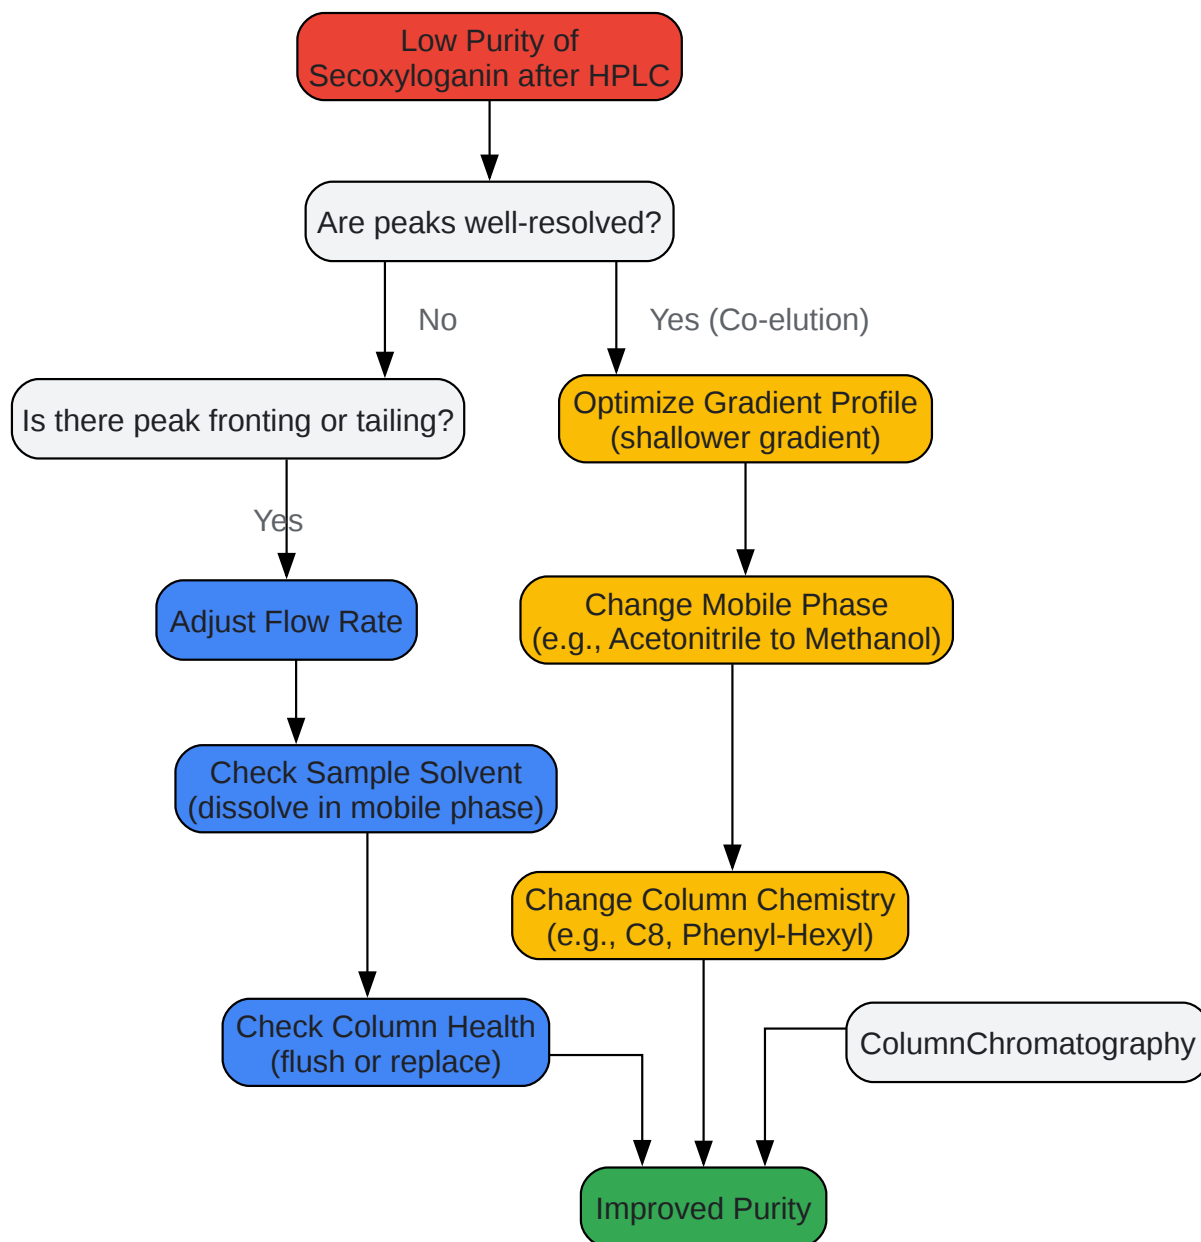 Low Purity of
Secoxyloganin after HPLC
Are peaks well-resolved?
No
Yes (Co-elution)
Is there peak fronting or tailing?
Optimize Gradient Profile
(shallower gradient)
Yes
Adjust Flow Rate
Change Mobile Phase
(e.g., Acetonitrile to Methanol)
Check Sample Solvent
(dissolve in mobile phase)
Change Column Chemistry
(e.g., C8, Phenyl-Hexyl)
Check Column Health
(flush or replace)
ColumnChromatography
Improved Purity